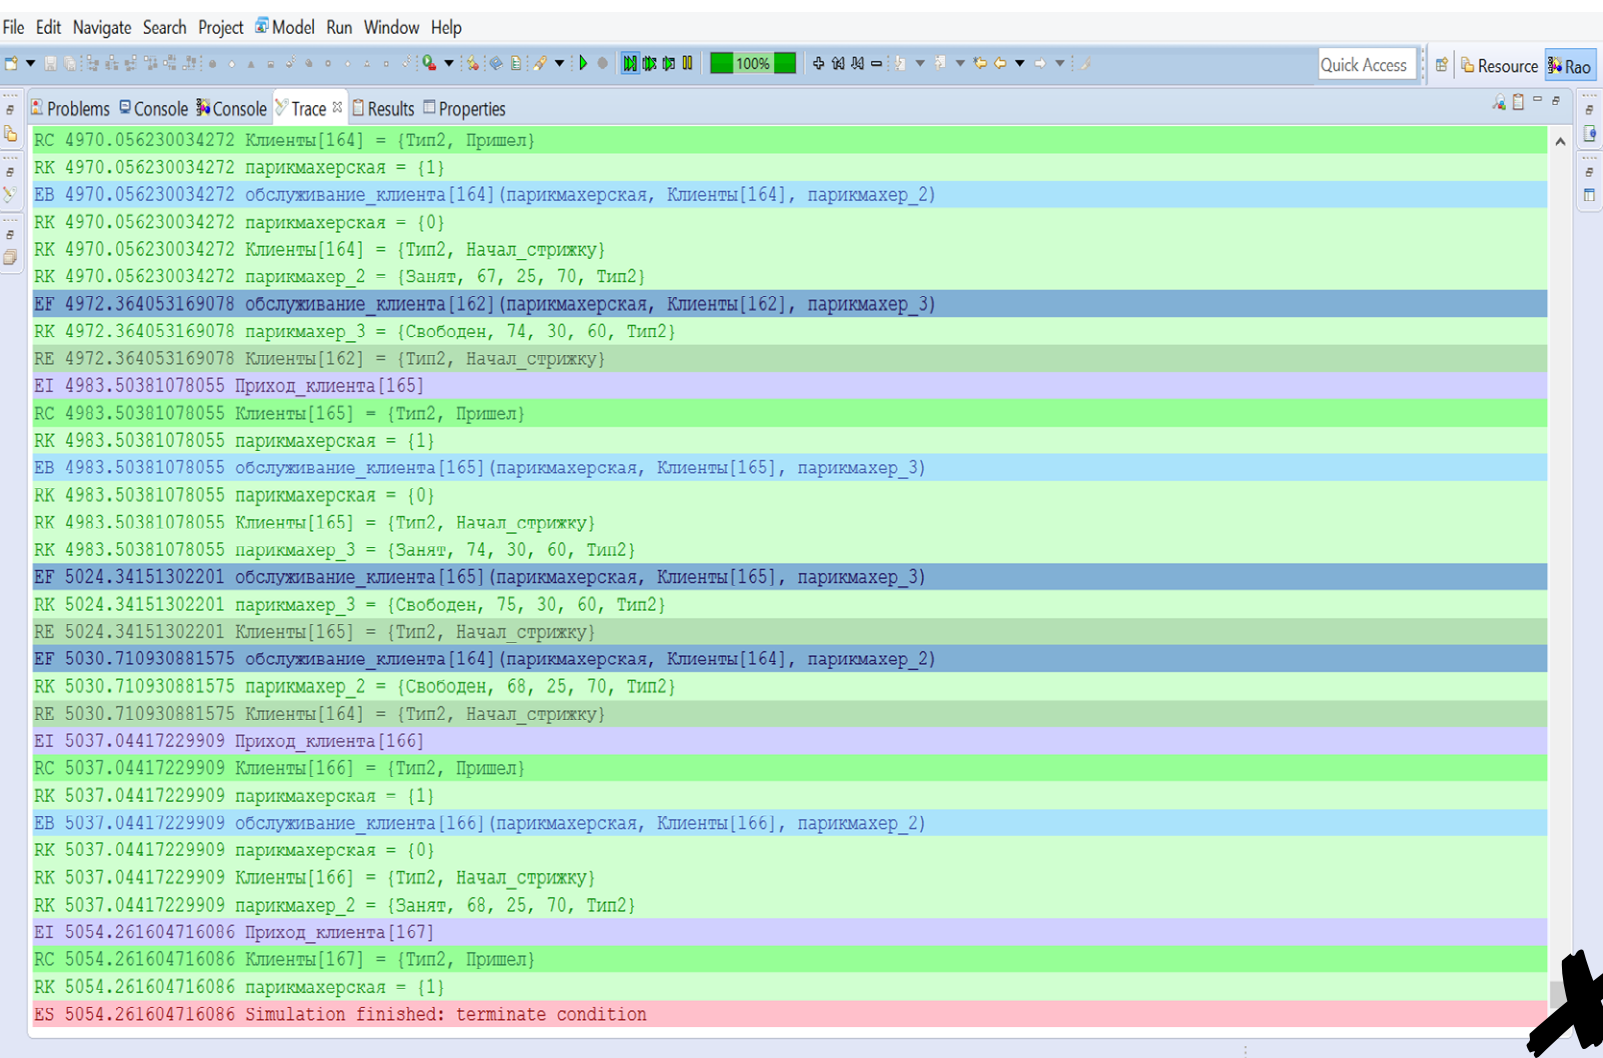 File Edit Navigate Search Project Model Run Window Help
100% Quick Access Resource Rao
Problems Console Console Trace Results Properties
RC 4970.056230034272 Клиенты[164] = {Тип2, Пришел}
RK 4970.056230034272 парикмахерская = {1}
EB 4970.056230034272 обслуживание_клиента[164](парикмахерская, Клиенты[164], парикмахер_2)
RK 4970.056230034272 парикмахерская = {0}
RK 4970.056230034272 Клиенты[164] = {Тип2, Начал_стрижку}
RK 4970.056230034272 парикмахер_2 = {Занят, 67, 25, 70, Тип2}
EF 4972.364053169078 обслуживание_клиента[162](парикмахерская, Клиенты[162], парикмахер_3)
RK 4972.364053169078 парикмахер_3 = {Свободен, 74, 30, 60, Тип2}
RE 4972.364053169078 Клиенты[162] = {Тип2, Начал_стрижку}
EI 4983.50381078055 Приход_клиента[165]
RC 4983.50381078055 Клиенты[165] = {Тип2, Пришел}
RK 4983.50381078055 парикмахерская = {1}
EB 4983.50381078055 обслуживание_клиента[165](парикмахерская, Клиенты[165], парикмахер_3)
RK 4983.50381078055 парикмахерская = {0}
RK 4983.50381078055 Клиенты[165] = {Тип2, Начал_стрижку}
RK 4983.50381078055 парикмахер_3 = {Занят, 74, 30, 60, Тип2}
EF 5024.34151302201 обслуживание_клиента[165](парикмахерская, Клиенты[165], парикмахер_3)
RK 5024.34151302201 парикмахер_3 = {Свободен, 75, 30, 60, Тип2}
RE 5024.34151302201 Клиенты[165] = {Тип2, Начал_стрижку}
EF 5030.710930881575 обслуживание_клиента[164](парикмахерская, Клиенты[164], парикмахер_2)
RK 5030.710930881575 парикмахер_2 = {Свободен, 68, 25, 70, Тип2}
RE 5030.710930881575 Клиенты[164] = {Тип2, Начал_стрижку}
EI 5037.04417229909 Приход_клиента[166]
RC 5037.04417229909 Клиенты[166] = {Тип2, Пришел}
RK 5037.04417229909 парикмахерская = {1}
EB 5037.04417229909 обслуживание_клиента[166](парикмахерская, Клиенты[166], парикмахер_2)
RK 5037.04417229909 парикмахерская = {0}
RK 5037.04417229909 Клиенты[166] = {Тип2, Начал_стрижку}
RK 5037.04417229909 парикмахер_2 = {Занят, 68, 25, 70, Тип2}
EI 5054.261604716086 Приход_клиента[167]
RC 5054.261604716086 Клиенты[167] = {Тип2, Пришел}
RK 5054.261604716086 парикмахерская = {1}
ES 5054.261604716086 Simulation finished: terminate condition